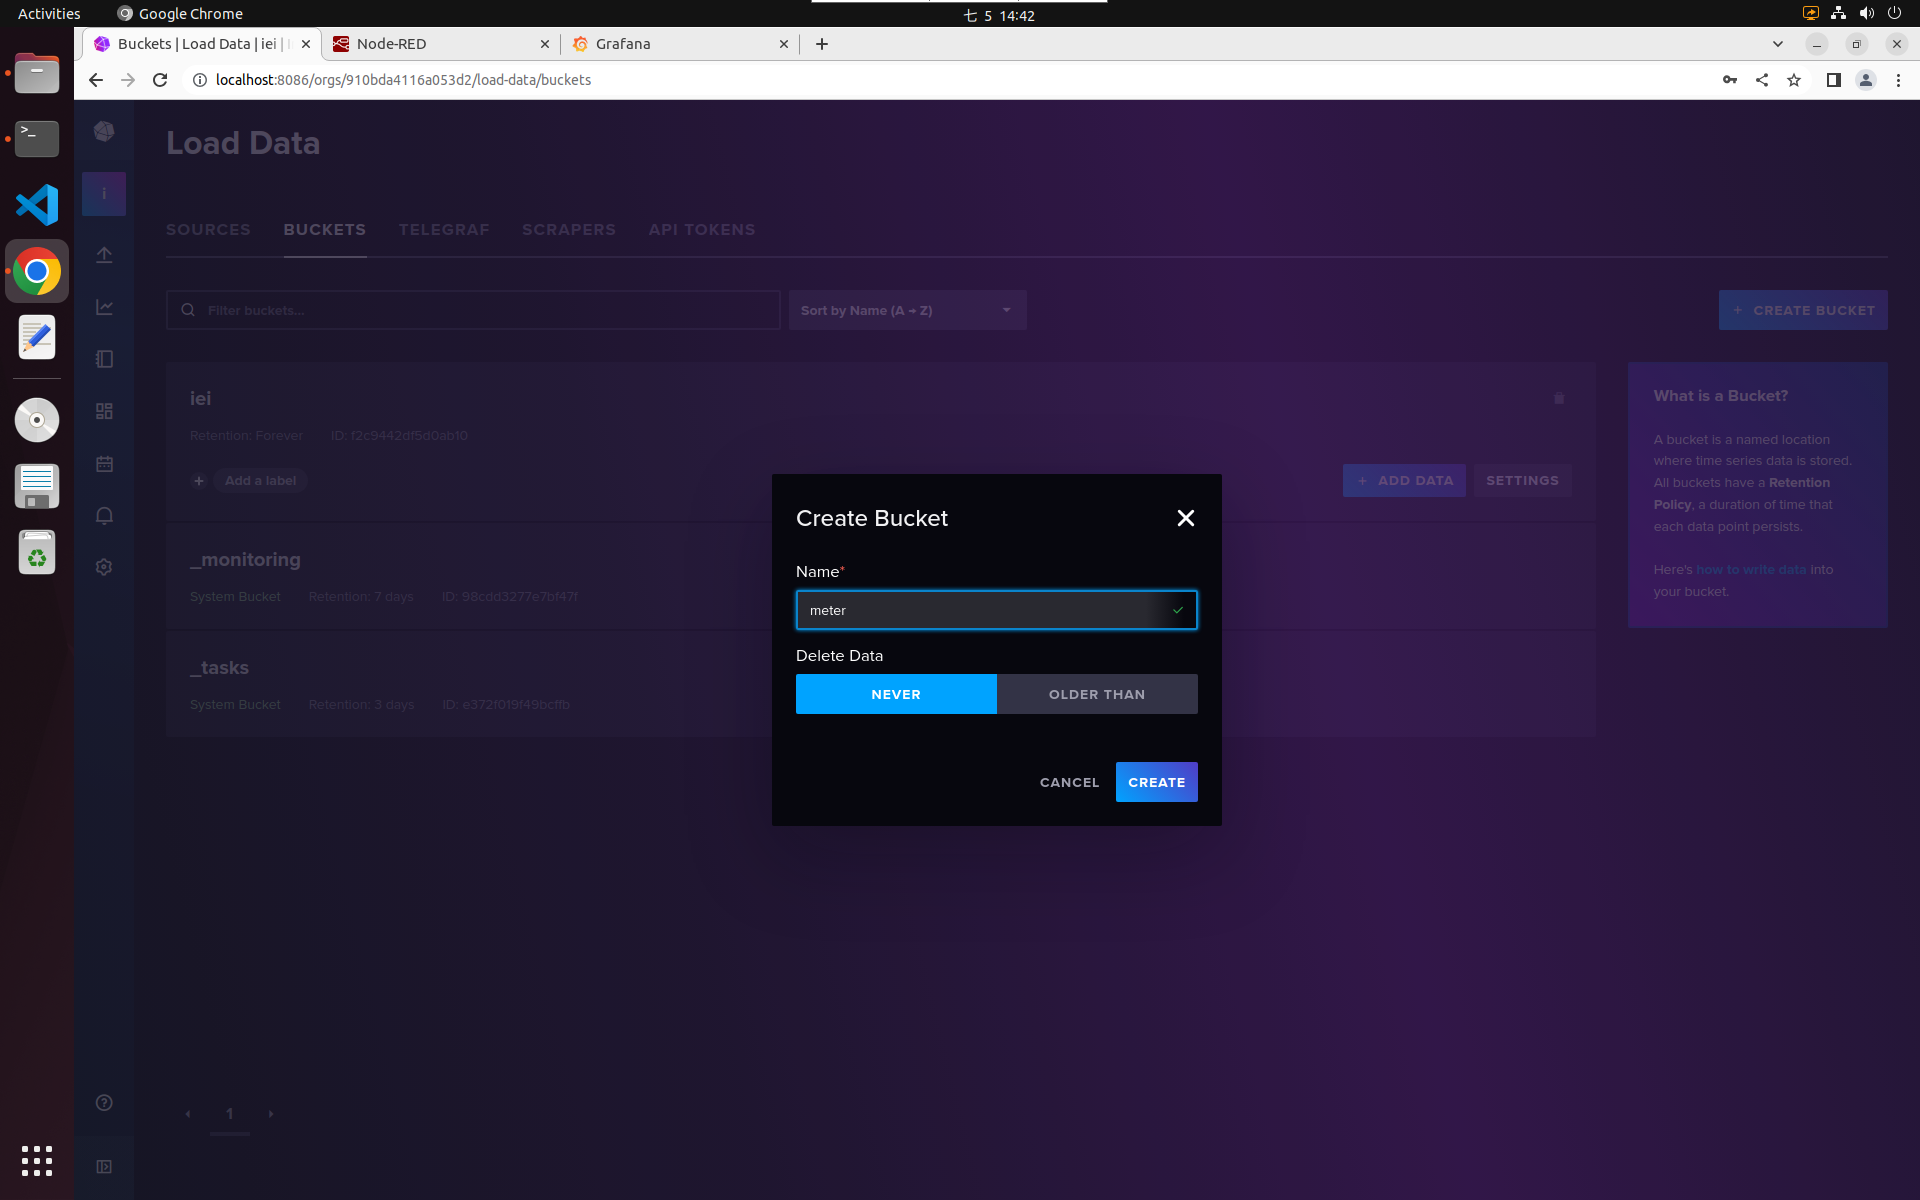 Activities
Google Chrome
七 5 14:42
Buckets | Load Data | iei |
Node-RED
Grafana
localhost:8086/orgs/910bda4116a053d2/load-data/buckets
Load Data
i
SOURCES
BUCKETS
TELEGRAF
SCRAPERS
API TOKENS
Filter buckets...
Sort by Name (A → Z)
+ CREATE BUCKET
iei
Retention: Forever
ID: f2c9442df5d0ab10
+ Add a label
+ ADD DATA
SETTINGS
_monitoring
System Bucket
Retention: 7 days
ID: 98cdd3277e7bf47f
_tasks
System Bucket
Retention: 3 days
ID: e372f019f49bcffb
What is a Bucket?
A bucket is a named location
where time series data is stored.
All buckets have a Retention
Policy, a duration of time that
each data point persists.
Here's how to write data into
your bucket.
Create Bucket
Name*
meter
Delete Data
NEVER
OLDER THAN
CANCEL
CREATE
1